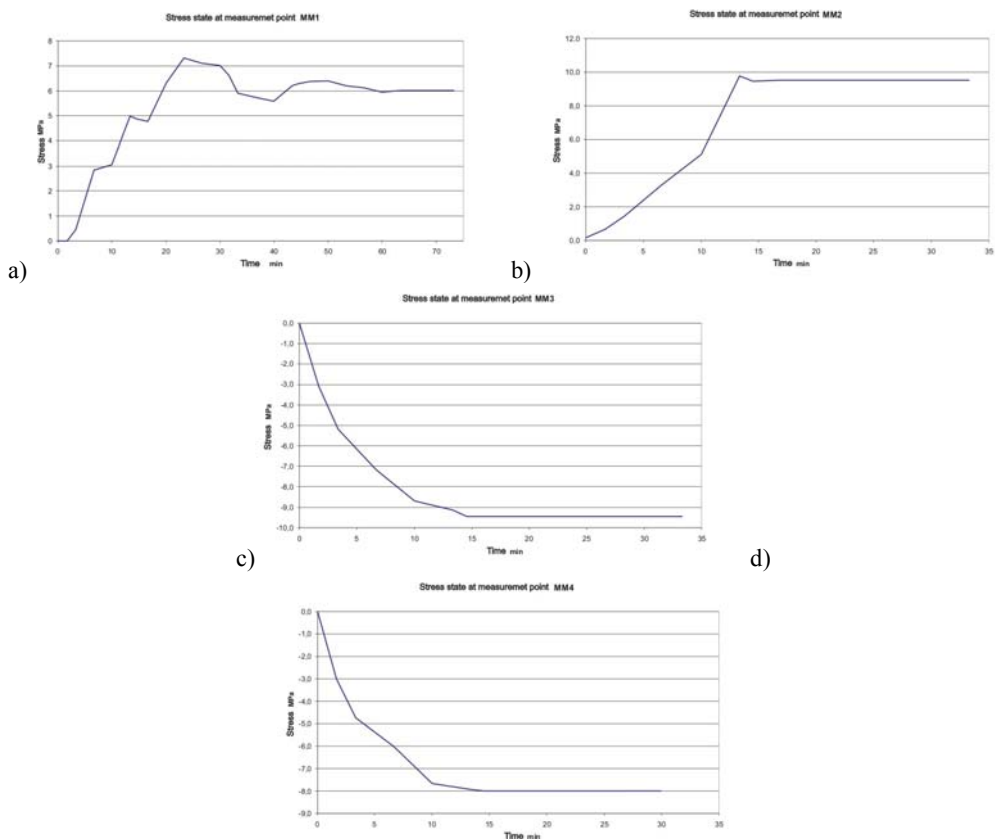 Stress state at measuremet point MM1
8
7
6
5
4
3
2
1
0
Stress MPa
0 10 20 30 40 50 60 70
Time min
a)
Stress state at measuremet point MM2
12,0
10,0
8,0
6,0
4,0
2,0
0,0
Stress MPa
0 5 10 15 20 25 30 35
Time min
b)
Stress state at measuremet point MM3
0,0
-1,0
-2,0
-3,0
-4,0
-5,0
-6,0
-7,0
-8,0
-9,0
-10,0
Stress MPa
0 5 10 15 20 25 30 35
Time min
c)
d)
Stress state at measuremet point MM4
0,0
-1,0
-2,0
-3,0
-4,0
-5,0
-6,0
-7,0
-8,0
-9,0
Stress MPa
0 5 10 15 20 25 30 35
Time min